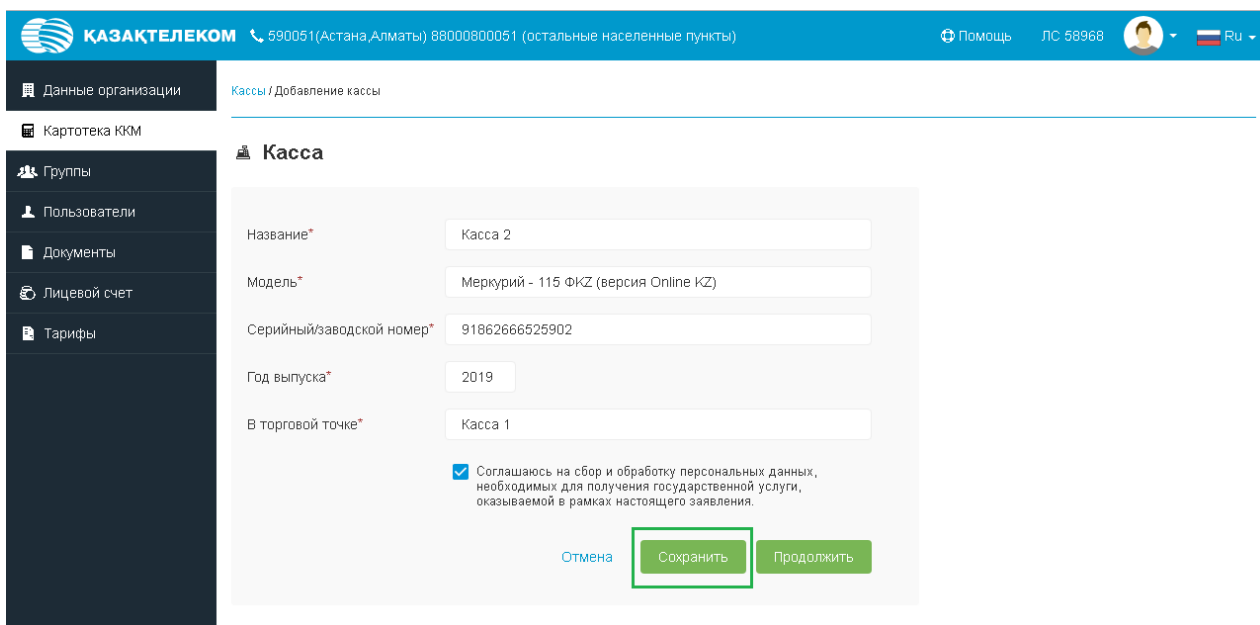 ҚАЗАҚТЕЛЕКОМ 590051(Астана,Алматы) 88000800051 (остальные населенные пункты) Помощь ЛС 58968 Ru
Данные организации
Картотека ККМ
Группы
Пользователи
Документы
Лицевой счет
Тарифы
Кассы / Добавление кассы
Касса
Название* Касса 2
Модель* Меркурий - 115 ФKZ (версия Online KZ)
Серийный/заводской номер* 91862666525902
Год выпуска* 2019
В торговой точке* Касса 1
Соглашаюсь на сбор и обработку персональных данных,
необходимых для получения государственной услуги,
оказываемой в рамках настоящего заявления.
Отмена Сохранить Продолжить